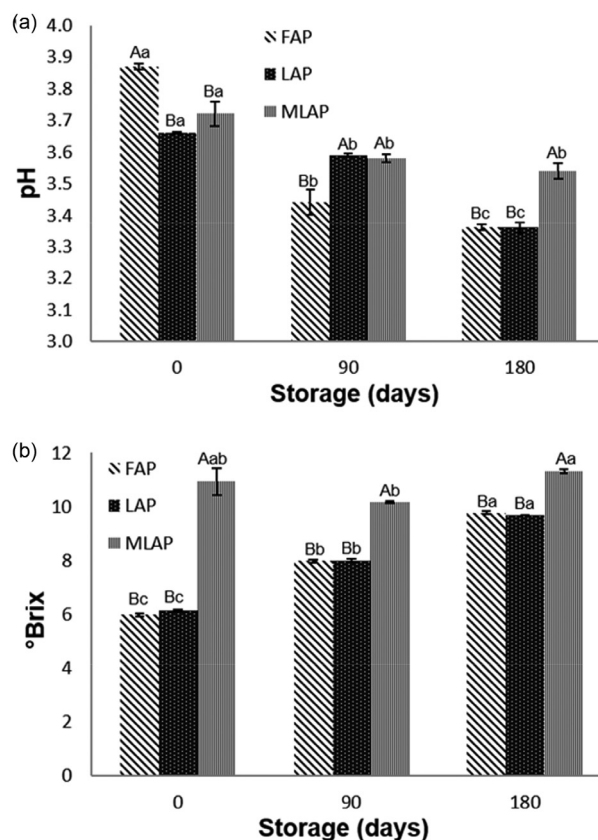 (a)
4.0
3.9
3.8
3.7
3.6
3.5
3.4
3.3
3.2
3.1
3.0
pH
FAP
LAP
MLAP
Aa
Ba
Ba
Bb
Ab
Ab
Bc
Bc
Ab
0 90 180
Storage (days)
(b)
12
10
8
6
4
2
0
°Brix
FAP
LAP
MLAP
Bc
Bc
Aab
Bb
Bb
Ab
Ba
Ba
Aa
0 90 180
Storage (days)